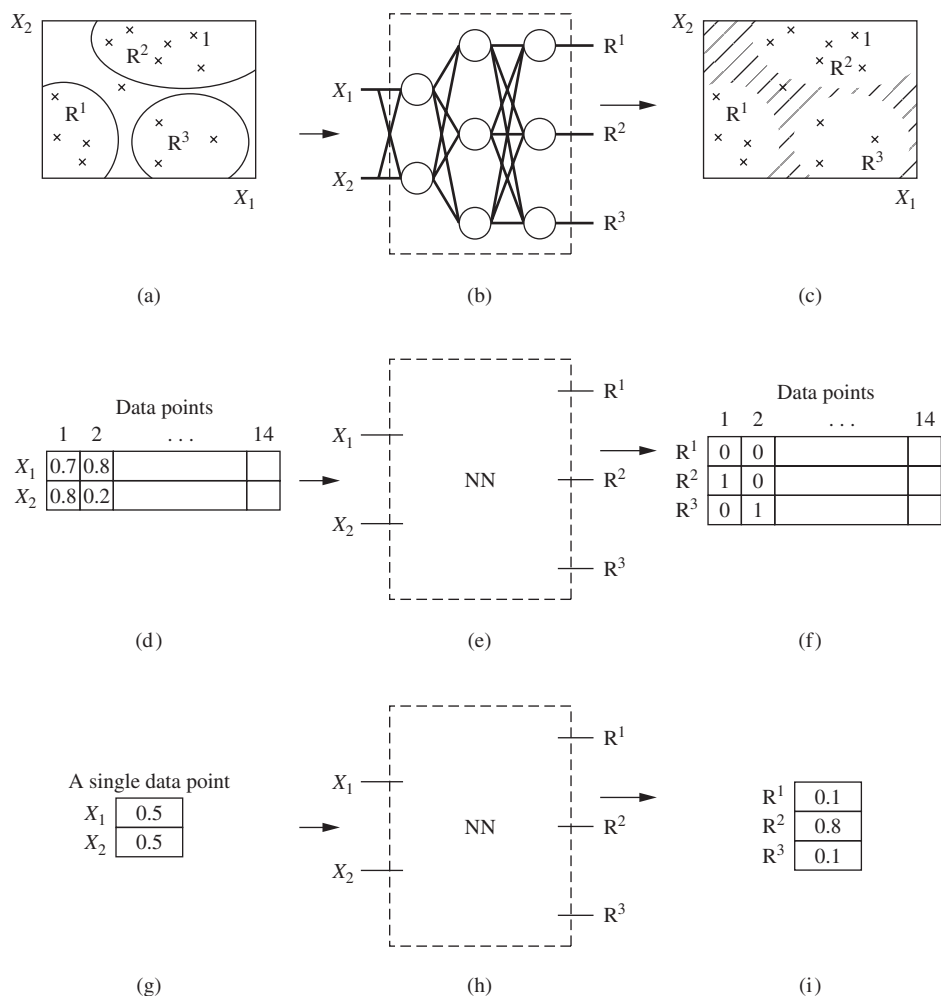 X₂
R²
1
R¹
R³
X₁
(a)
X₁
X₂
R¹
R²
R³
(b)
X₂
1
R²
R¹
R³
X₁
(c)
Data points
1 2 . . . 14
X₁ 0.7 0.8
X₂ 0.8 0.2
(d)
X₁
X₂
NN
R¹
R²
R³
(e)
Data points
1 2 . . . 14
R¹ 0 0
R² 1 0
R³ 0 1
(f)
A single data point
X₁ 0.5
X₂ 0.5
(g)
X₁
X₂
NN
R¹
R²
R³
(h)
R¹ 0.1
R² 0.8
R³ 0.1
(i)